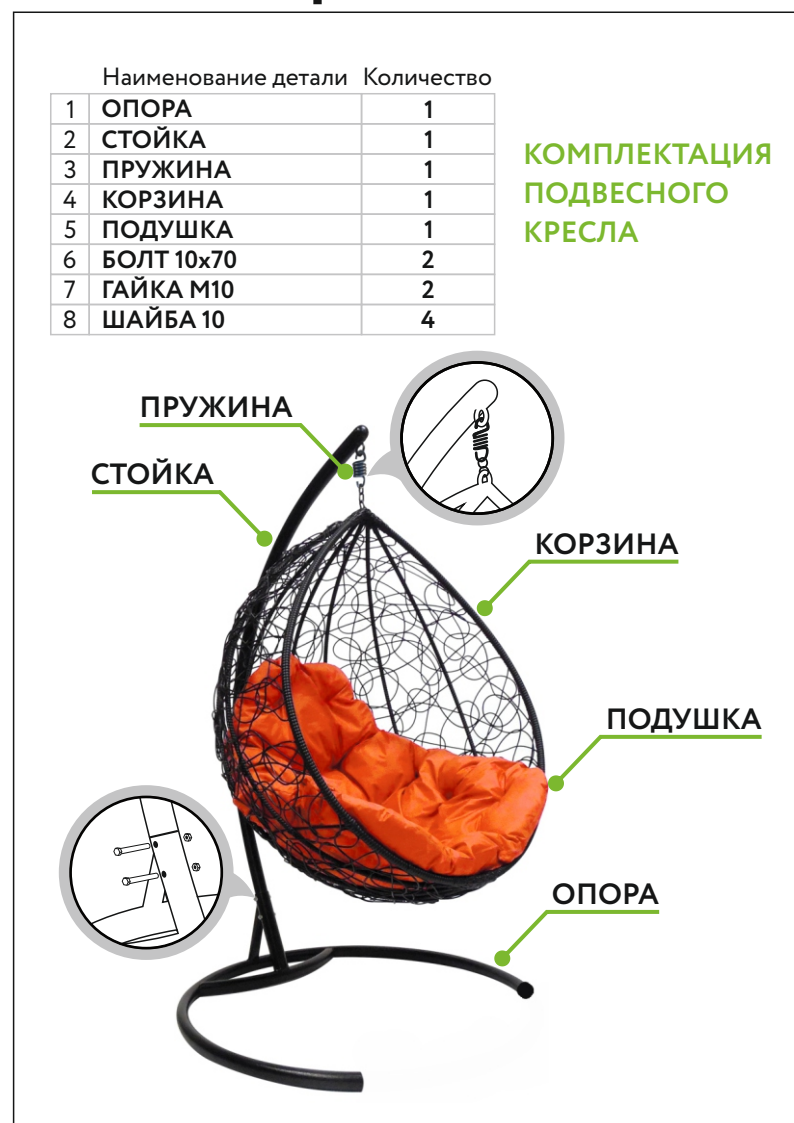 Наименование детали Количество
1 ОПОРА 1
2 СТОЙКА 1
3 ПРУЖИНА 1
4 КОРЗИНА 1
5 ПОДУШКА 1
6 БОЛТ 10x70 2
7 ГАЙКА М10 2
8 ШАЙБА 10 4
КОМПЛЕКТАЦИЯ
ПОДВЕСНОГО
КРЕСЛА
ПРУЖИНА
СТОЙКА
КОРЗИНА
ПОДУШКА
ОПОРА